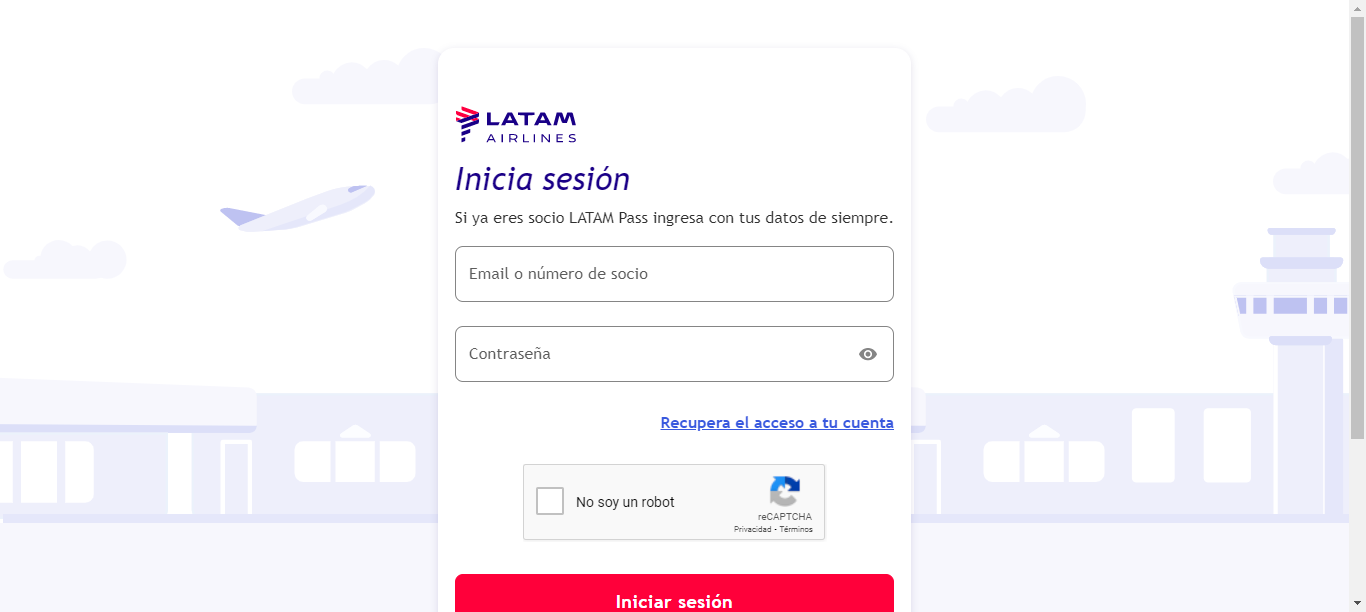 LATAM
AIRLINES
Inicia sesión
Si ya eres socio LATAM Pass ingresa con tus datos de siempre.
Email o número de socio
Contraseña
Recupera el acceso a tu cuenta
No soy un robot
reCAPTCHA
Privacidad - Términos
Iniciar sesión